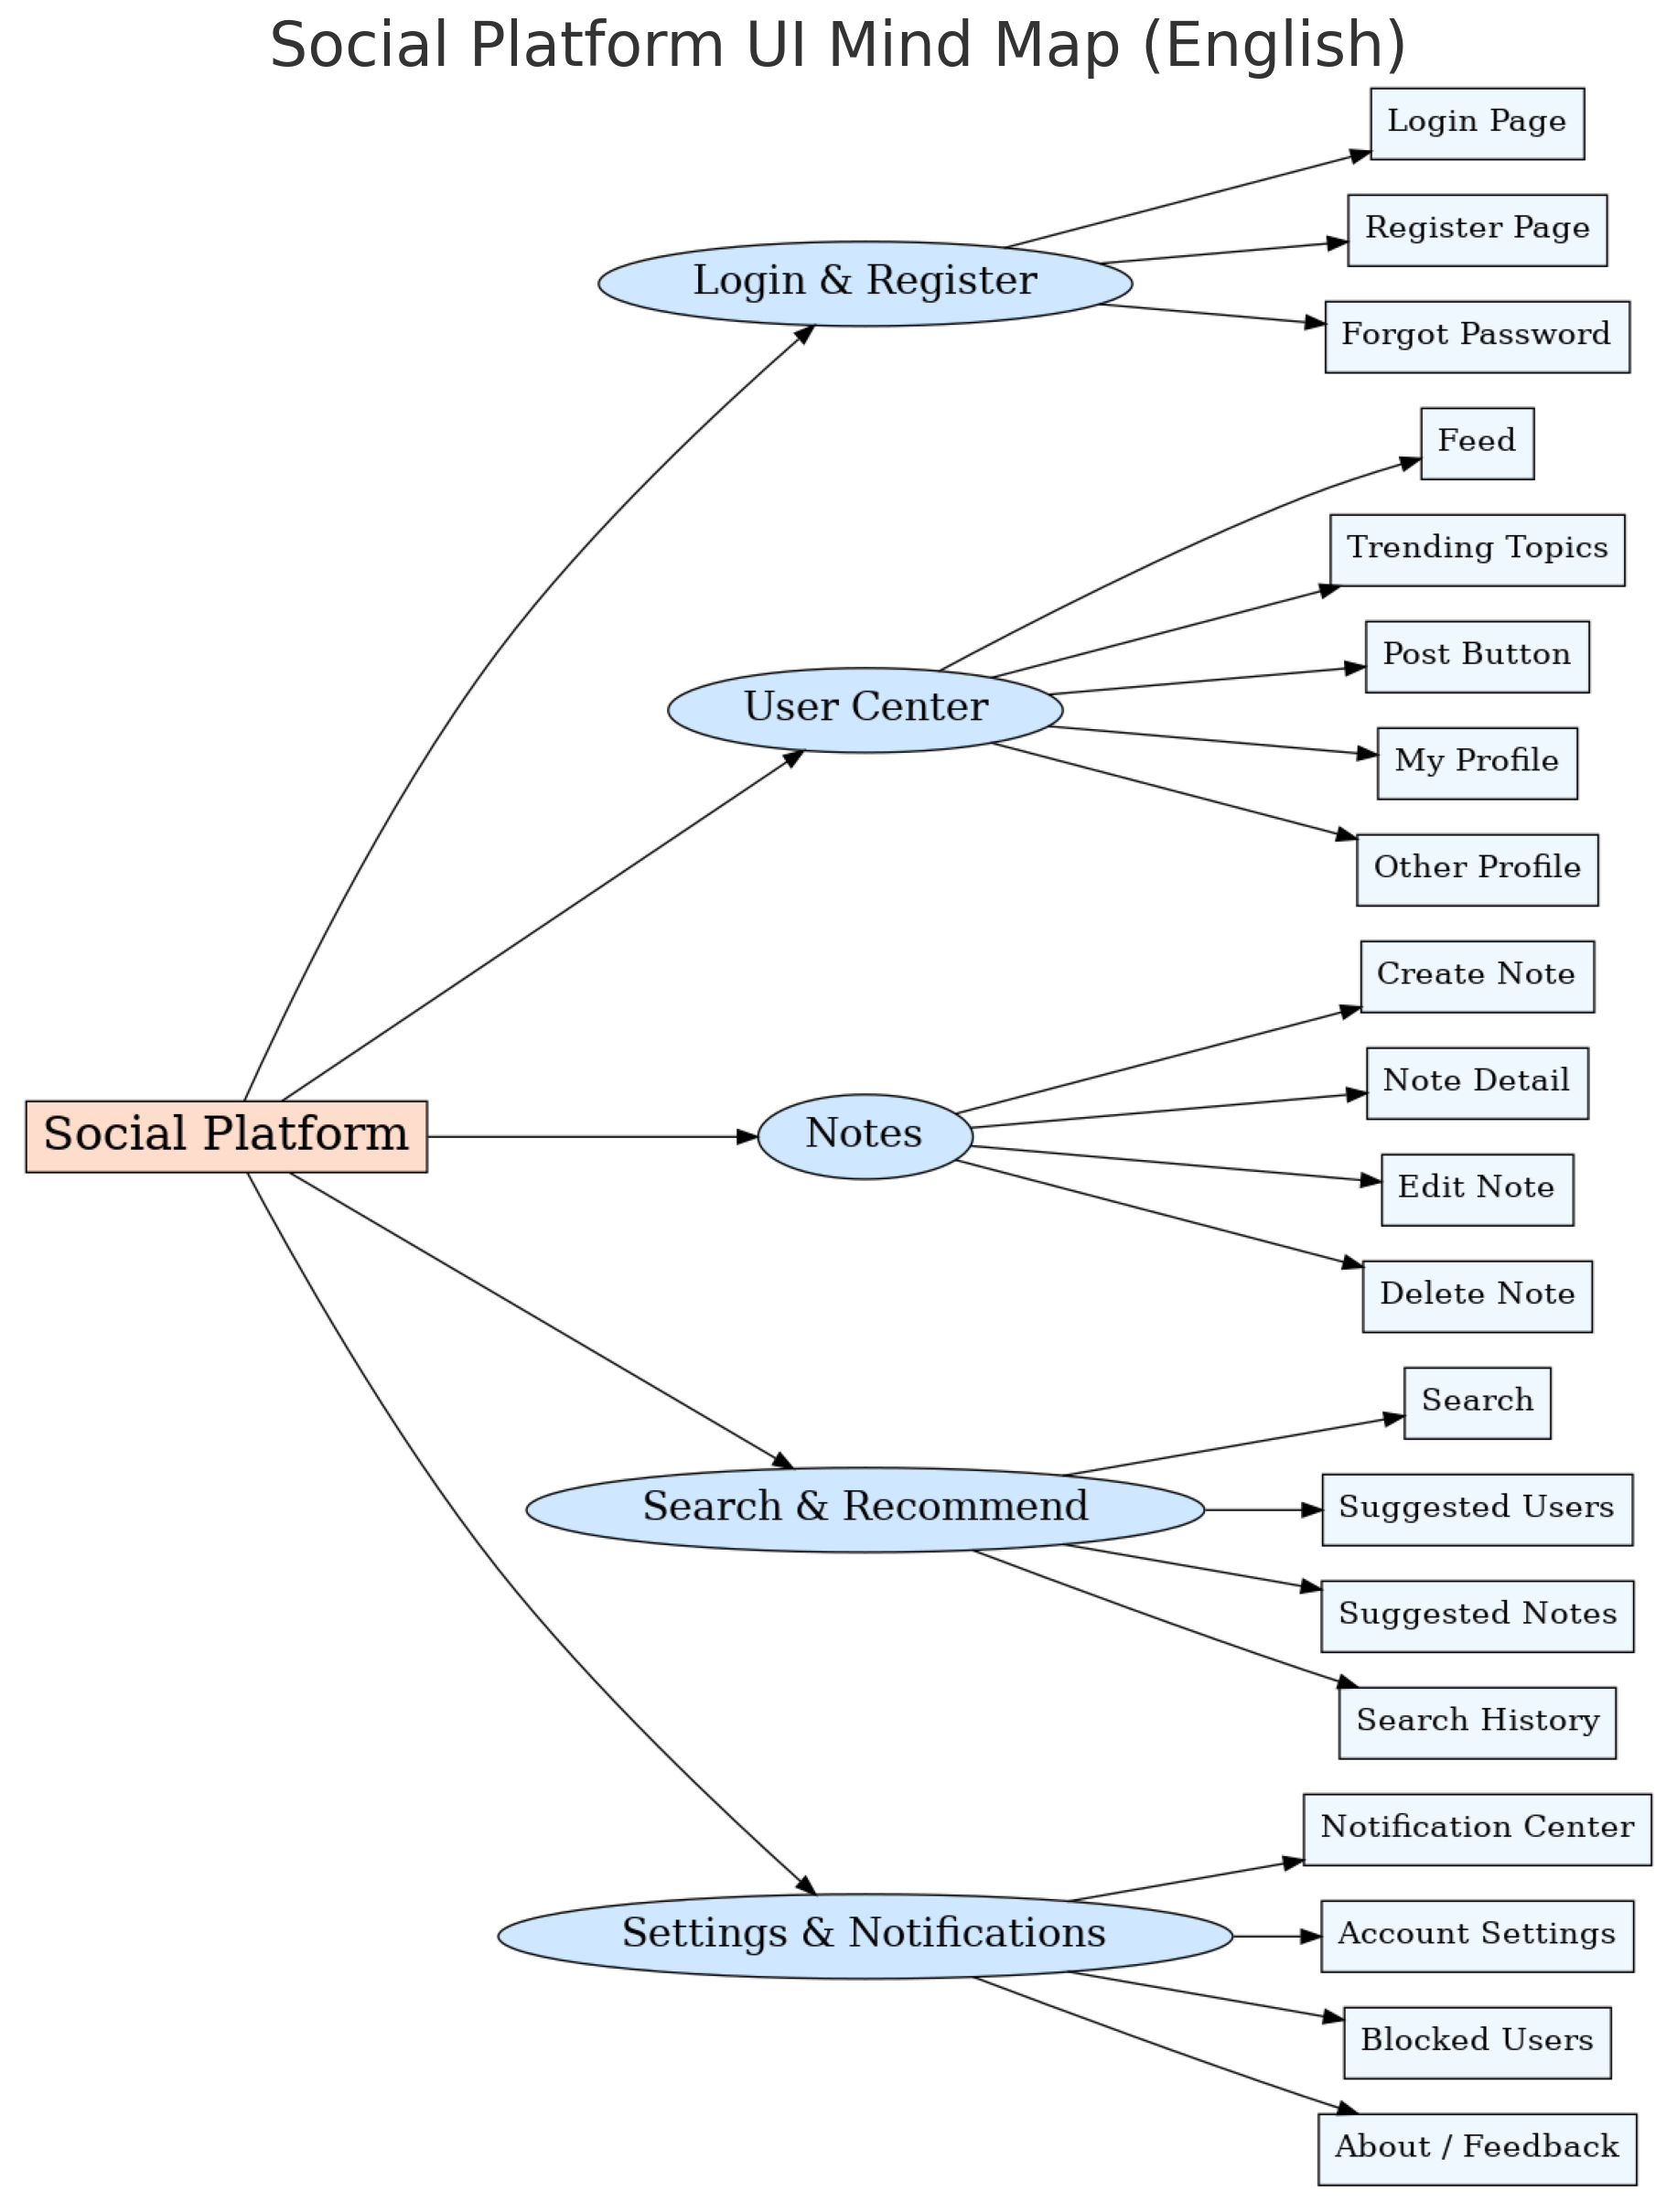 Social Platform UI Mind Map (English)
Social Platform
Login & Register
Login Page
Register Page
Forgot Password
User Center
Feed
Trending Topics
Post Button
My Profile
Other Profile
Notes
Create Note
Note Detail
Edit Note
Delete Note
Search & Recommend
Search
Suggested Users
Suggested Notes
Search History
Settings & Notifications
Notification Center
Account Settings
Blocked Users
About / Feedback